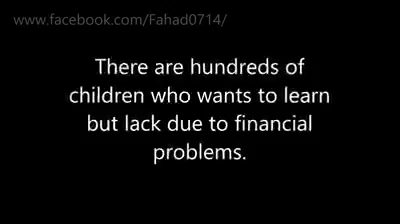 www.facebook.com/Fahad0714/
There are hundreds of
children who wants to learn
but lack due to financial
problems.